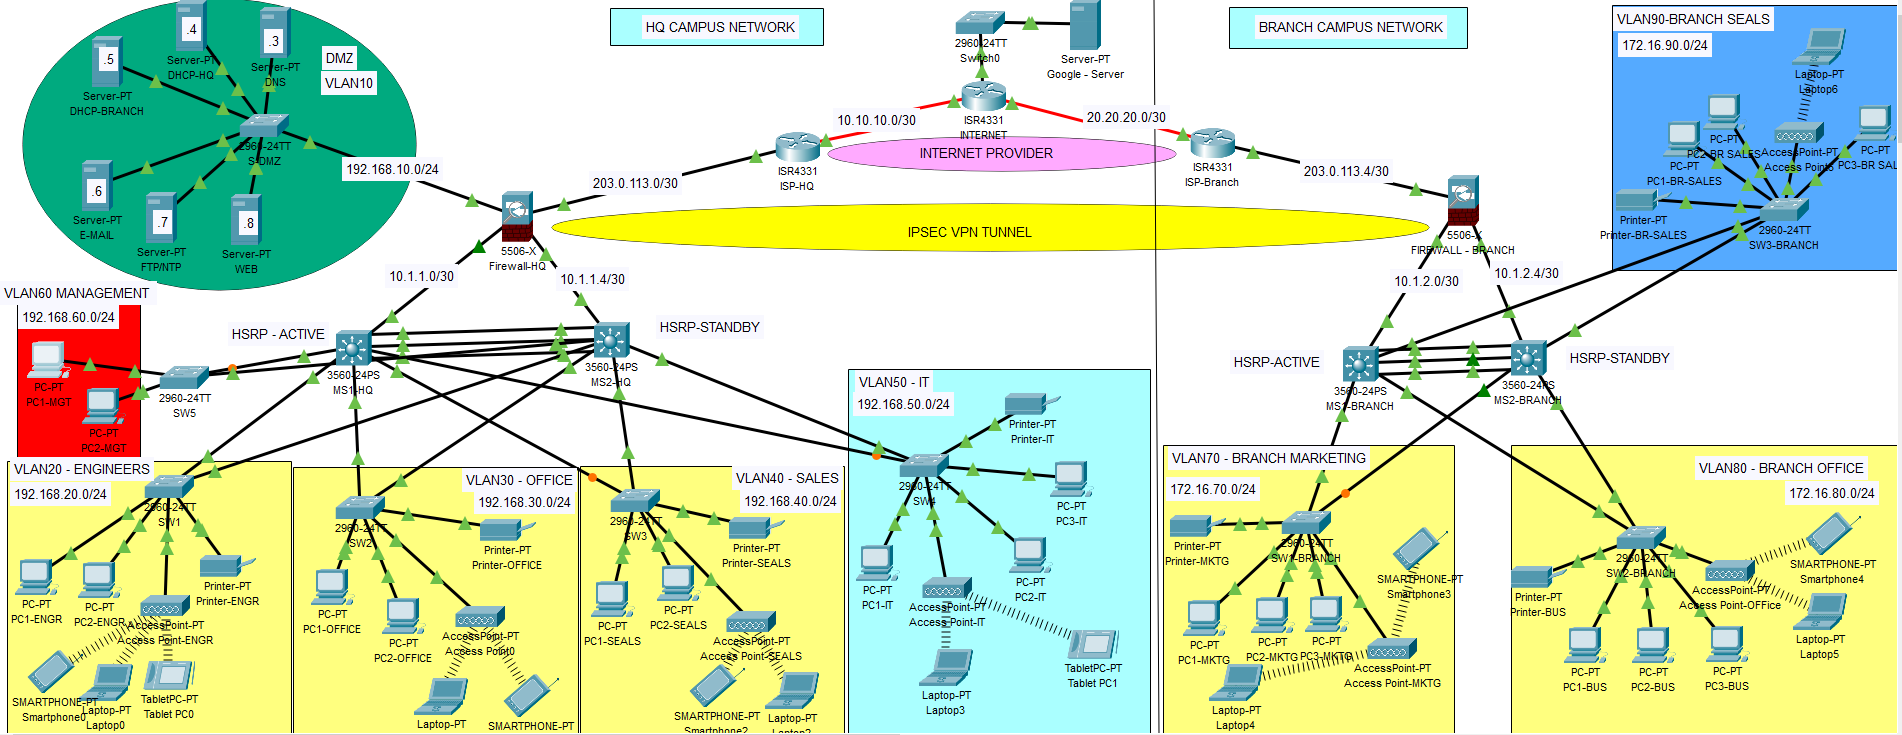 HQ CAMPUS NETWORK
BRANCH CAMPUS NETWORK
VLAN90-BRANCH SEALS
172.16.90.0/24
DMZ
VLAN10
.4
Server-PT
DHCP-HQ
.3
Server-PT
DNS
.5
Server-PT
DHCP-BRANCH
2960-24TT
S-DMZ
.6
Server-PT
E-MAIL
.7
Server-PT
FTP/NTP
.8
Server-PT
WEB
192.168.10.0/24
2960-24TT
Switch0
Server-PT
Google - Server
ISR4331
INTERNET
10.10.10.0/30
20.20.20.0/30
INTERNET PROVIDER
ISR4331
ISP-HQ
ISR4331
ISP-Branch
203.0.113.0/30
203.0.113.4/30
IPSEC VPN TUNNEL
5506-X
Firewall-HQ
5506-X
FIREWALL - BRANCH
Laptop-PT
Laptop6
PC-PT
PC2-BR SALES
AccessPoint-PT
Access Point5
PC-PT
PC3-BR SAL
PC-PT
PC1-BR-SALES
Printer-PT
Printer-BR-SALES
2960-24TT
SW3-BRANCH
10.1.1.0/30
10.1.1.4/30
10.1.2.0/30
10.1.2.4/30
VLAN60 MANAGEMENT
192.168.60.0/24
PC-PT
PC1-MGT
PC-PT
PC2-MGT
2960-24TT
SW5
HSRP - ACTIVE
HSRP-STANDBY
3560-24PS
MS1-HQ
3560-24PS
MS2-HQ
HSRP-ACTIVE
HSRP-STANDBY
3560-24PS
MS1-BRANCH
3560-24PS
MS2-BRANCH
VLAN20 - ENGINEERS
192.168.20.0/24
2960-24TT
SW1
PC-PT
PC1-ENGR
PC-PT
PC2-ENGR
Printer-PT
Printer-ENGR
AccessPoint-PT
Access Point-ENGR
SMARTPHONE-PT
Smartphone0
Laptop-PT
Laptop0
TabletPC-PT
Tablet PC0
VLAN30 - OFFICE
192.168.30.0/24
2960-24TT
SW2
Printer-PT
Printer-OFFICE
PC-PT
PC1-OFFICE
PC-PT
PC2-OFFICE
AccessPoint-PT
Access Point0
Laptop-PT
SMARTPHONE-PT
VLAN40 - SALES
192.168.40.0/24
2960-24TT
SW3
Printer-PT
Printer-SEALS
PC-PT
PC1-SEALS
PC-PT
PC2-SEALS
AccessPoint-PT
Access Point-SEALS
SMARTPHONE-PT
Smartphone2
Laptop-PT
Laptop2
VLAN50 - IT
192.168.50.0/24
Printer-PT
Printer-IT
2960-24TT
SW4
PC-PT
PC3-IT
PC-PT
PC1-IT
PC-PT
PC2-IT
AccessPoint-PT
Access Point-IT
Laptop-PT
Laptop3
TabletPC-PT
Tablet PC1
VLAN70 - BRANCH MARKETING
172.16.70.0/24
Printer-PT
Printer-MKTG
2960-24TT
SW1-BRANCH
SMARTPHONE-PT
Smartphone3
PC-PT
PC1-MKTG
PC-PT
PC2-MKTG
PC-PT
PC3-MKTG
AccessPoint-PT
Access Point-MKTG
Laptop-PT
Laptop4
VLAN80 - BRANCH OFFICE
172.16.80.0/24
2960-24TT
SW2-BRANCH
SMARTPHONE-PT
Smartphone4
Printer-PT
Printer-BUS
AccessPoint-PT
Access Point-OFFice
Laptop-PT
Laptop5
PC-PT
PC1-BUS
PC-PT
PC2-BUS
PC-PT
PC3-BUS